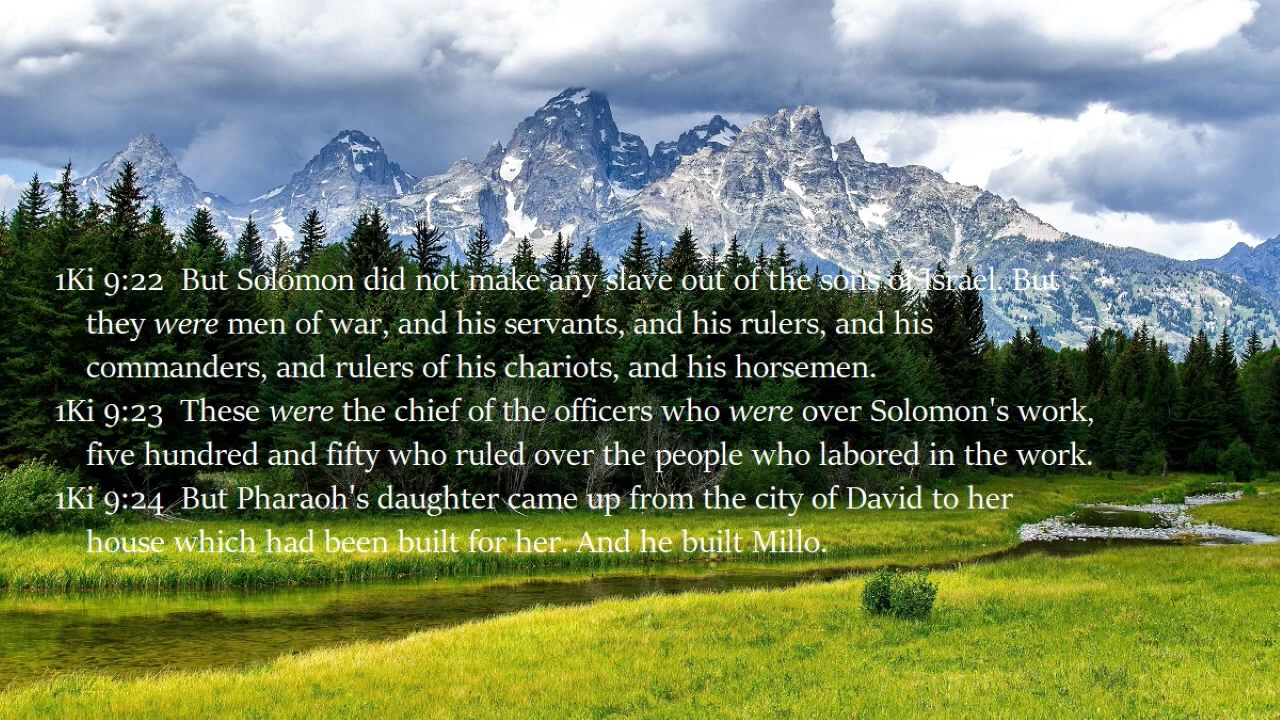 1Ki 9:22 But Solomon did not make any slave out of the sons of Israel. But
they were men of war, and his servants, and his rulers, and his
commanders, and rulers of his chariots, and his horsemen.
1Ki 9:23 These were the chief of the officers who were over Solomon's work,
five hundred and fifty who ruled over the people who labored in the work.
1Ki 9:24 But Pharaoh's daughter came up from the city of David to her
house which had been built for her. And he built Millo.